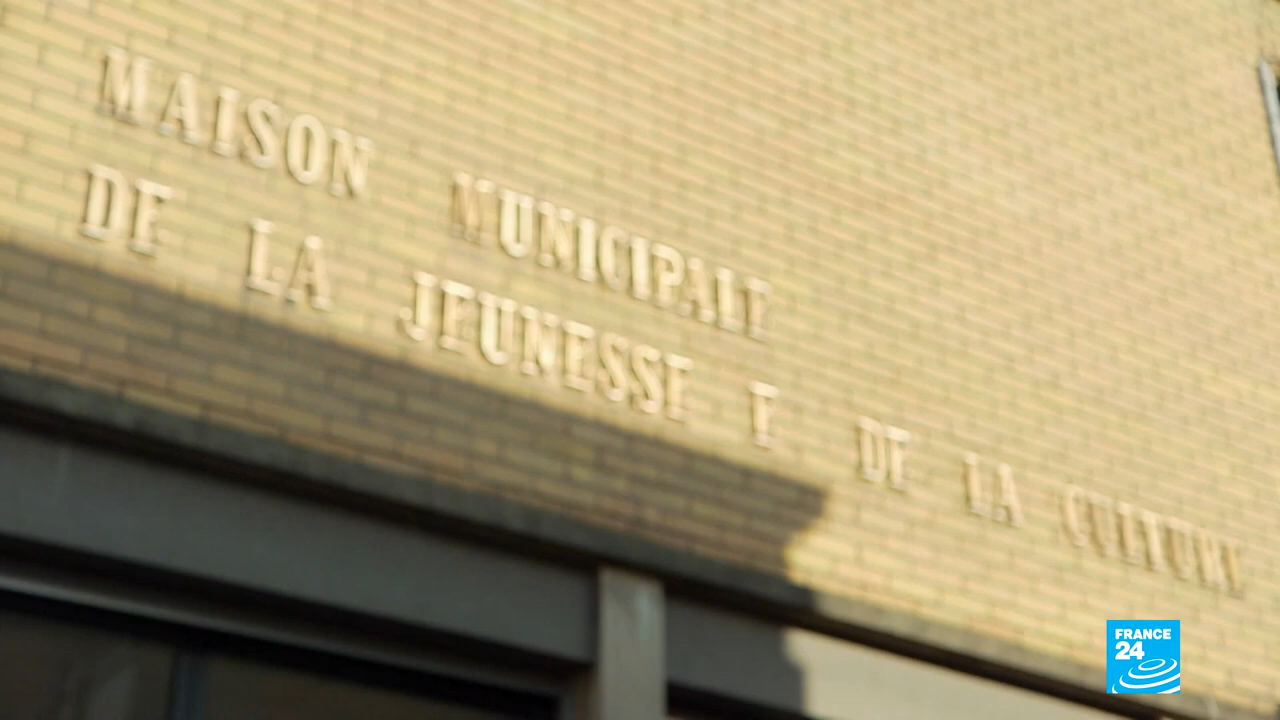 MAISON MUNICIPALE
DE LA JEUNESSE E DE LA CULTURE
FRANCE
24